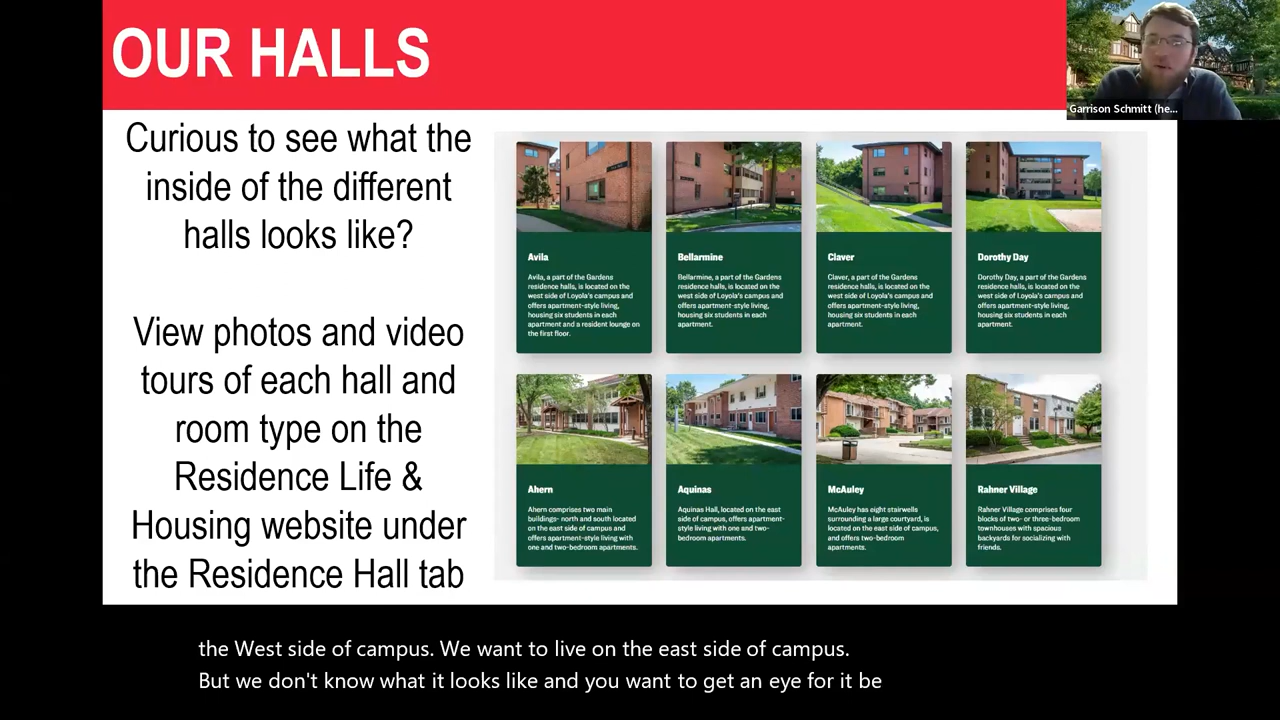 OUR HALLS
Garrison Schmitt (he...
Curious to see what the
inside of the different
halls looks like?
View photos and video
tours of each hall and
room type on the
Residence Life &
Housing website under
the Residence Hall tab
Avila
Avila, a part of the Gardens
residence halls, is located on the
west side of Loyola's campus and
offers apartment-style living,
housing six students in each
apartment and a resident lounge on
the first floor.
Bellarmine
Bellarmine, a part of the Gardens
residence halls, is located on the
west side of Loyola's campus and
offers apartment-style living,
housing six students in each
apartment.
Claver
Claver, a part of the Gardens
residence halls, is located on the
west side of Loyola's campus and
offers apartment-style living,
housing six students in each
apartment.
Dorothy Day
Dorothy Day, a part of the Gardens
residence halls, is located on the
west side of Loyola's campus and
offers apartment-style living,
housing six students in each
apartment.
Ahern
Ahern comprises two main
buildings- north and south located
on the east side of campus and
offers apartment-style living with
one and two-bedroom apartments.
Aquinas
Aquinas Hall, located on the east
side of campus, offers apartment-
style living with one and two-
bedroom apartments.
McAuley
McAuley has eight stairwells
surrounding a large courtyard, is
located on the east side of campus,
and offers two-bedroom
apartments.
Rahner Village
Rahner Village comprises four
blocks of two- or three-bedroom
townhouses with spacious
backyards for socializing with
friends.
the West side of campus. We want to live on the east side of campus.
But we don't know what it looks like and you want to get an eye for it be